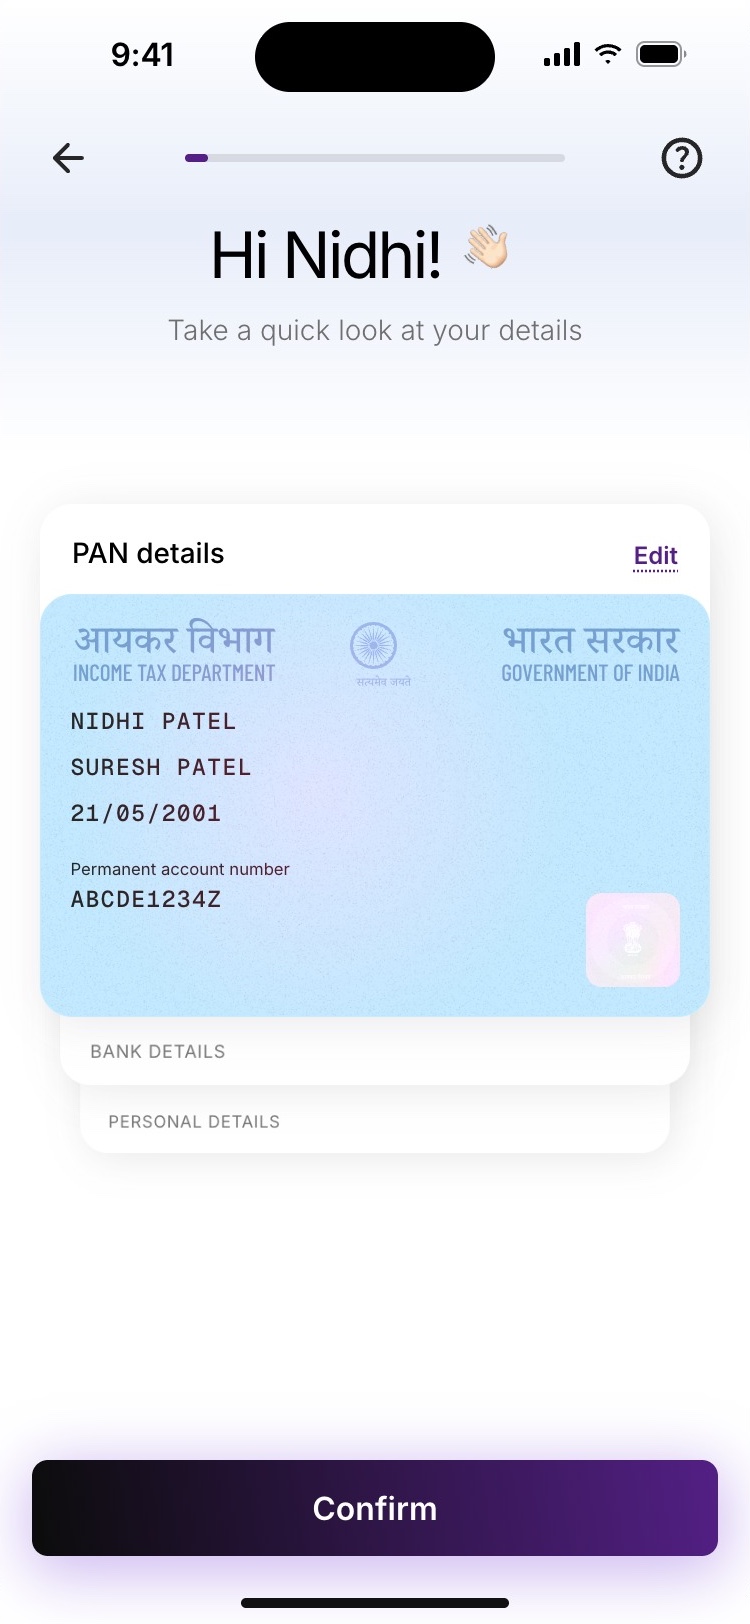 9:41
Hi Nidhi! 👋🏻
Take a quick look at your details
PAN details
Edit
आयकर विभाग
INCOME TAX DEPARTMENT
सत्यमेव जयते
भारत सरकार
GOVERNMENT OF INDIA
NIDHI PATEL
SURESH PATEL
21/05/2001
Permanent account number
ABCDE1234Z
BANK DETAILS
PERSONAL DETAILS
Confirm